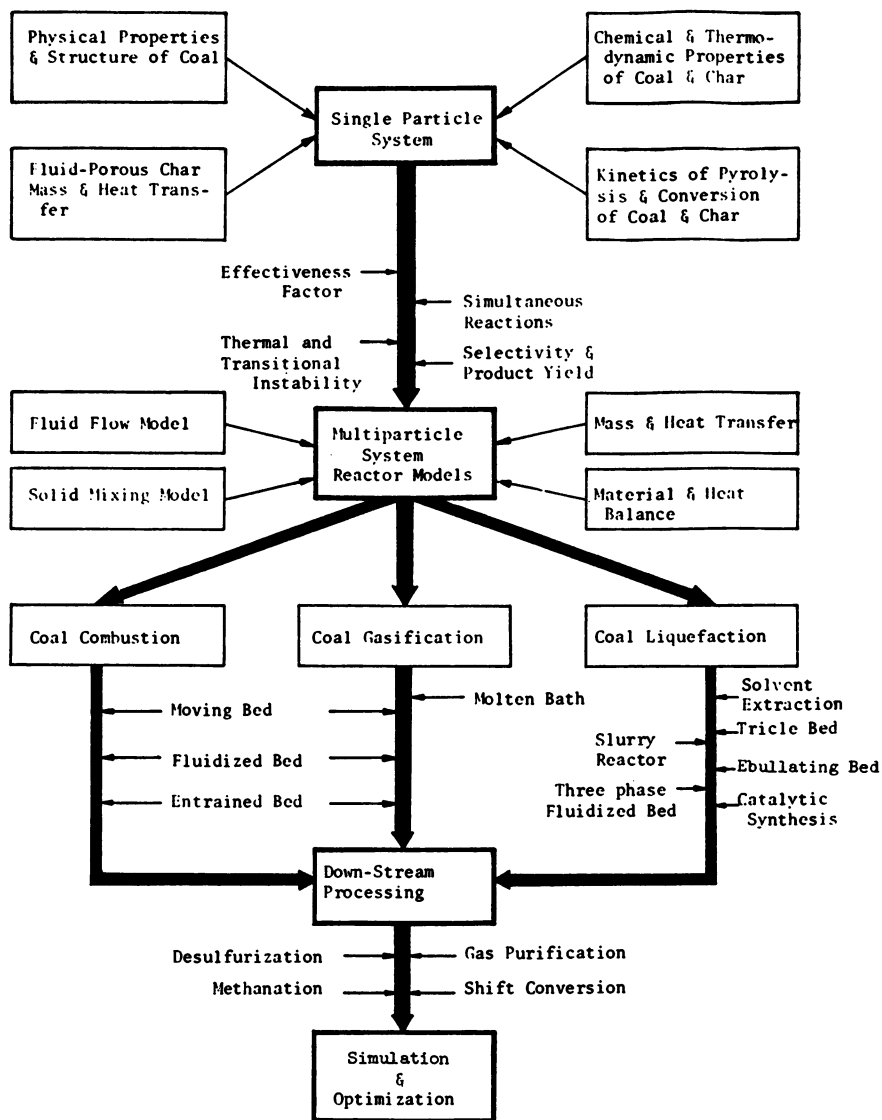 Physical Properties
& Structure of Coal
Chemical & Thermo-
dynamic Properties
of Coal & Char
Single Particle
System
Fluid-Porous Char
Mass & Heat Trans-
fer
Kinetics of Pyroly-
sis & Conversion
of Coal & Char
Effectiveness
Factor
Simultaneous
Reactions
Thermal and
Transitional
Instability
Selectivity &
Product Yield
Fluid Flow Model
Multiparticle
System
Reactor Models
Mass & Heat Transfer
Solid Mixing Model
Material & Heat
Balance
Coal Combustion
Coal Gasification
Coal Liquefaction
Moving Bed
Molten Bath
Solvent
Extraction
Tricle Bed
Slurry
Reactor
Fluidized Bed
Ebullating Bed
Entrained Bed
Three phase
Fluidized Bed
Catalytic
Synthesis
Down-Stream
Processing
Desulfurization
Gas Purification
Methanation
Shift Conversion
Simulation
&
Optimization